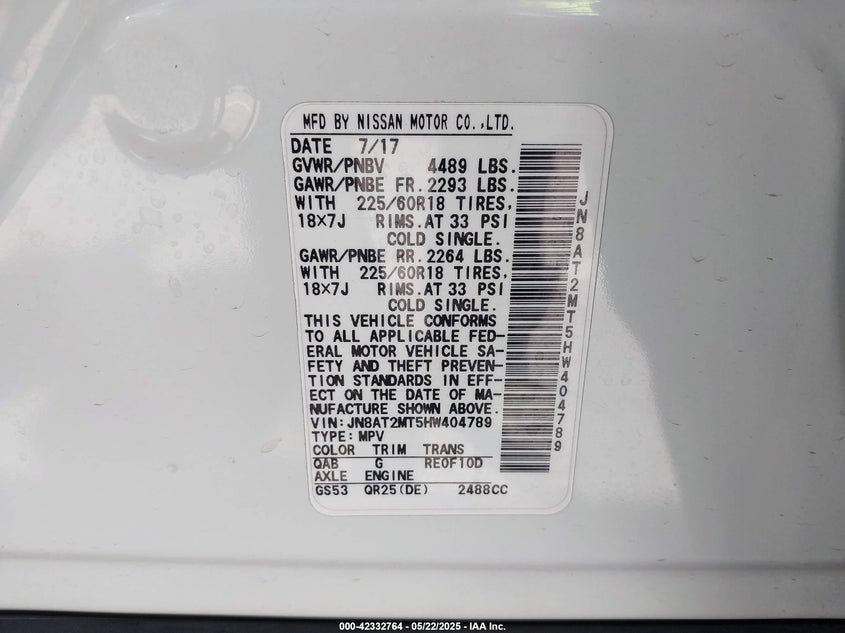 MFD BY NISSAN MOTOR CO.,LTD.
DATE 7/17
GVWR/PNBV 4489 LBS.
GAWR/PNBE FR. 2293 LBS.
WITH 225/60R18 TIRES,
18×7J RIMS. AT 33 PSI
COLD SINGLE.
GAWR/PNBE RR. 2264 LBS.
WITH 225/60R18 TIRES,
18×7J RIMS. AT 33 PSI
COLD SINGLE.
THIS VEHICLE CONFORMS
TO ALL APPLICABLE FED-
ERAL MOTOR VEHICLE SA-
FETY AND THEFT PREVEN-
TION STANDARDS IN EFF-
ECT ON THE DATE OF MA-
NUFACTURE SHOWN ABOVE.
VIN: JN8AT2MT5HW404789
TYPE: MPV
COLOR TRIM TRANS
QAB G RE0F10D
AXLE ENGINE
GS53 QR25(DE) 2488CC
JN8AT2MT5HW404789
000-42332764 - 05/22/2025 - IAA Inc.